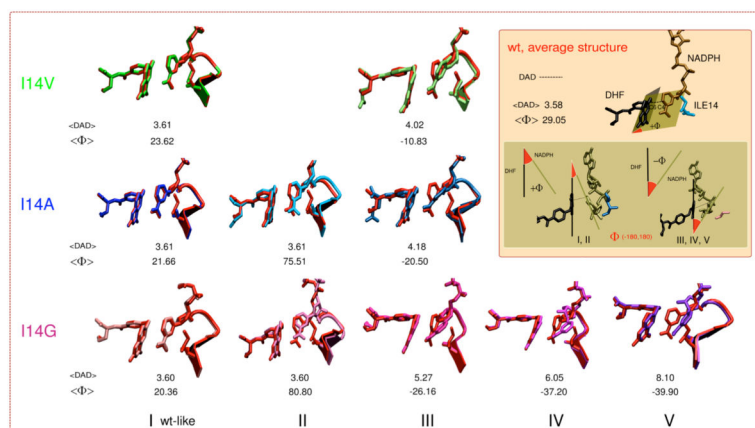 wt, average structure
NADPH
DAD ----------
DHF
<DAD> 3.58
ILE14
<Φ> 29.05
+Φ
I14V
<DAD> 3.61 4.02
<Φ> 23.62 -10.83
DHF
NADPH
+Φ
I, II
DHF
-Φ
NADPH
III, IV, V
Φ (-180,180)
I14A
<DAD> 3.61 3.61 4.18
<Φ> 21.66 75.51 -20.50
I14G
<DAD> 3.60 3.60 5.27 6.05 8.10
<Φ> 20.36 80.80 -26.16 -37.20 -39.90
I wt-like II III IV V